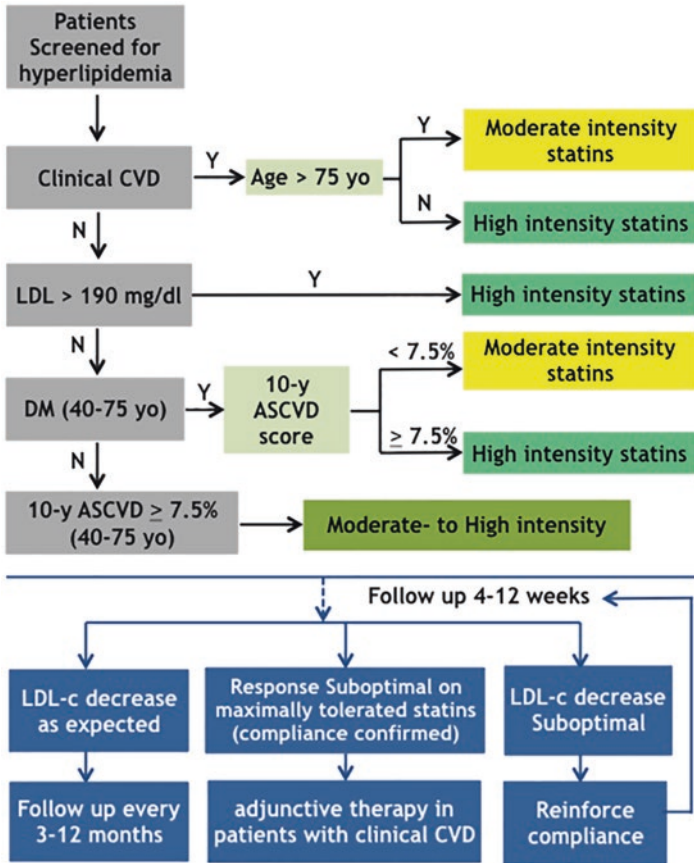 Patients
Screened for
hyperlipidemia
Clinical CVD
Y
Age > 75 yo
Y
Moderate intensity
statins
N
High intensity statins
N
LDL > 190 mg/dl
Y
High intensity statins
N
DM (40-75 yo)
Y
10-y
ASCVD
score
< 7.5%
Moderate intensity
statins
≥ 7.5%
High intensity statins
N
10-y ASCVD ≥ 7.5%
(40-75 yo)
Moderate- to High intensity
Follow up 4-12 weeks
LDL-c decrease
as expected
Response Suboptimal on
maximally tolerated statins
(compliance confirmed)
LDL-c decrease
Suboptimal
Follow up every
3-12 months
adjunctive therapy in
patients with clinical CVD
Reinforce
compliance